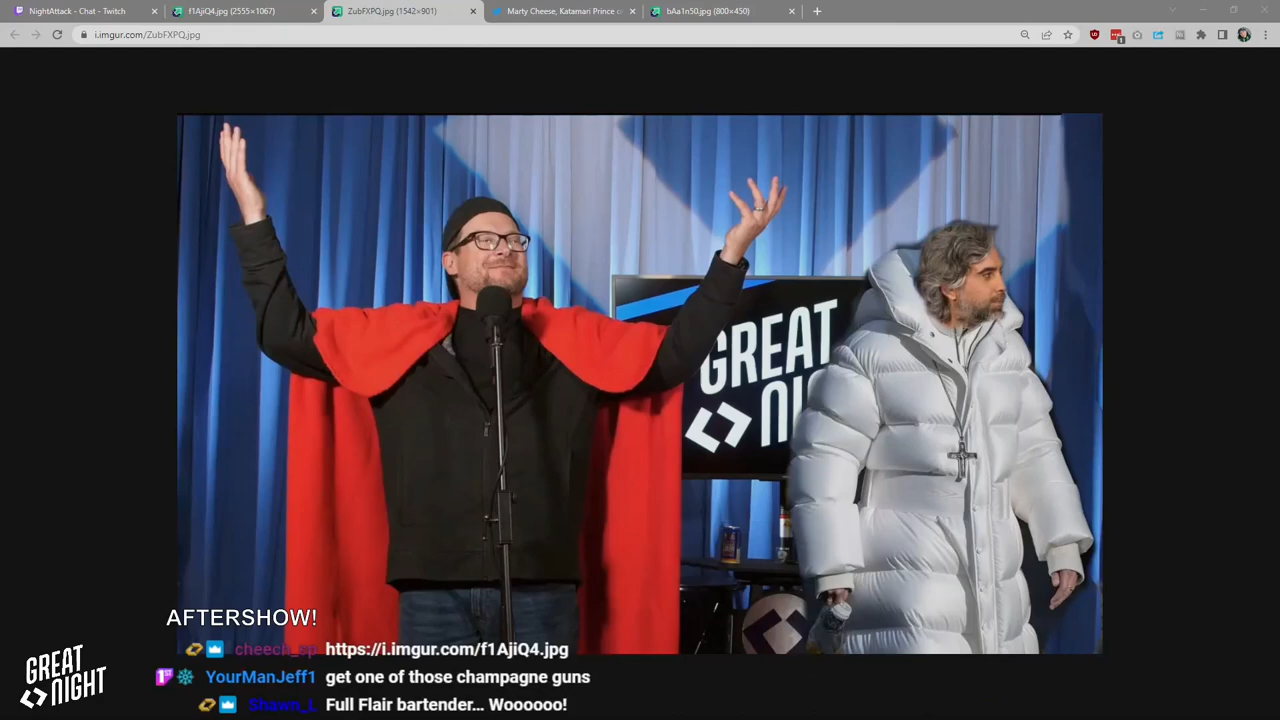 NightAttack - Chat - Twitch
f1AjiQ4.jpg (2555×1067)
ZubFXPQ.jpg (1542×901)
Marty Cheese, Katamari Prince o
bAa1n50.jpg (800×450)
i.imgur.com/ZubFXPQ.jpg
1
GREAT
NI
AFTERSHOW!
cheech_sp https://i.imgur.com/f1AjiQ4.jpg
YourManJeff1 get one of those champagne guns
Shawn_L Full Flair bartender... Woooooo!
GREAT
NIGHT